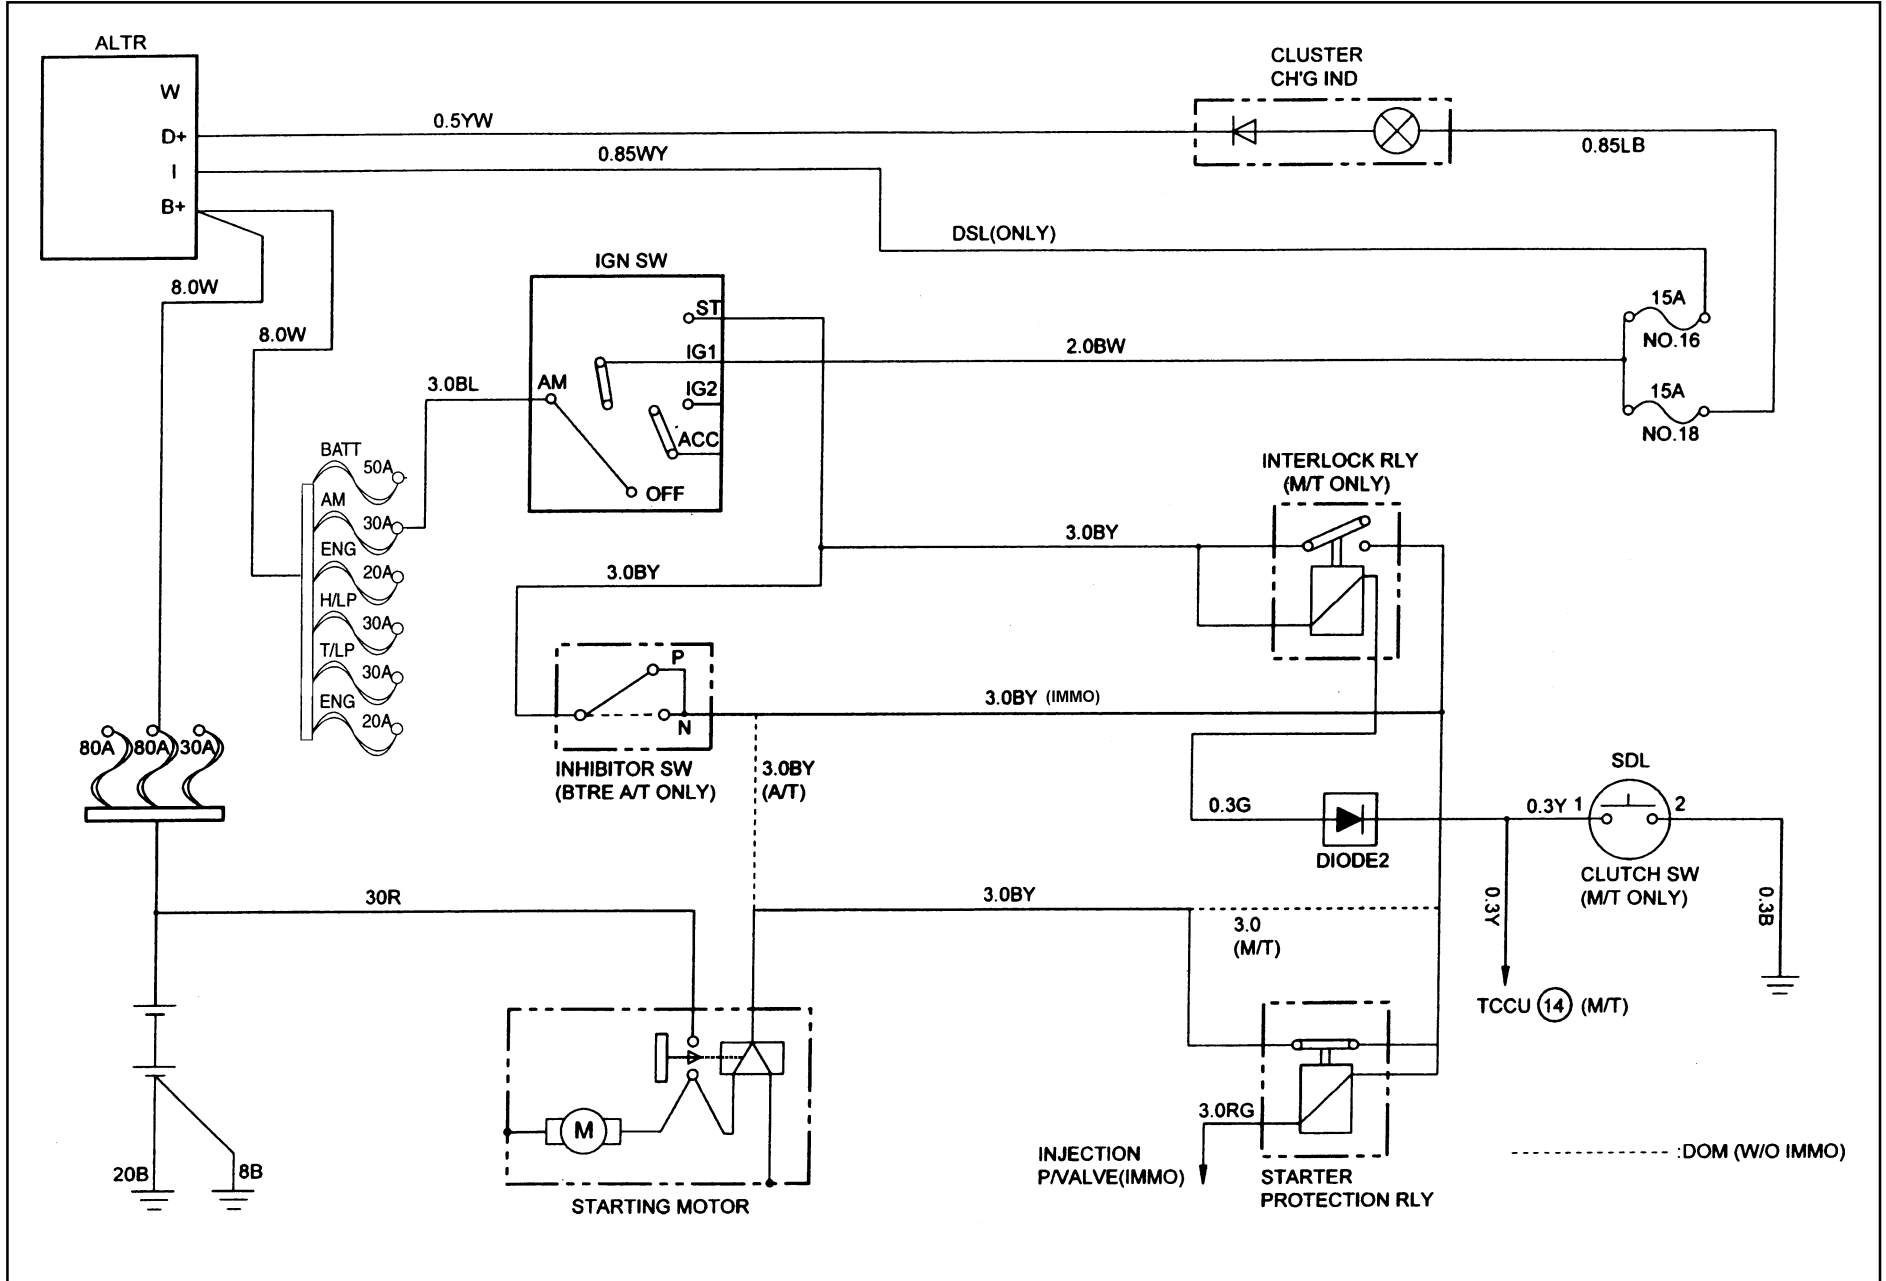 ALTR
W
D+
I
B+
0.5YW
0.85WY
CLUSTER
CH'G IND
0.85LB
DSL(ONLY)
8.0W
8.0W
IGN SW
ST
IG1
IG2
ACC
AM
OFF
3.0BL
2.0BW
15A
NO.16
15A
NO.18
BATT
50A
AM
30A
ENG
20A
H/LP
30A
T/LP
30A
ENG
20A
80A
80A
30A
INTERLOCK RLY
(M/T ONLY)
3.0BY
3.0BY
P
N
INHIBITOR SW
(BTRE A/T ONLY)
3.0BY (IMMO)
3.0BY
(A/T)
0.3G
DIODE2
SDL
0.3Y
1
2
CLUTCH SW
(M/T ONLY)
0.3Y
0.3B
TCCU 14 (M/T)
30R
3.0BY
3.0
(M/T)
M
STARTING MOTOR
3.0RG
INJECTION
P/VALVE(IMMO)
STARTER
PROTECTION RLY
:DOM (W/O IMMO)
20B
8B